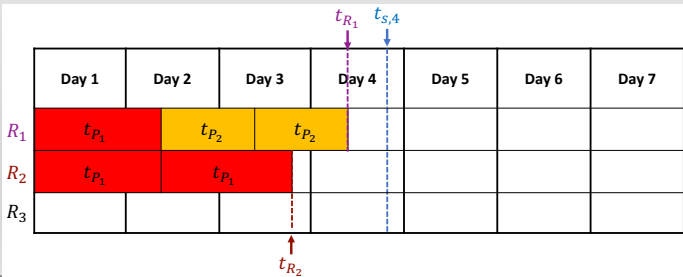 t_{R_1} t_{s,4}
Day 1 Day 2 Day 3 Day 4 Day 5 Day 6 Day 7
R_1 t_{P_1} t_{P_2} t_{P_2}
R_2 t_{P_1} t_{P_1}
R_3
t_{R_2}